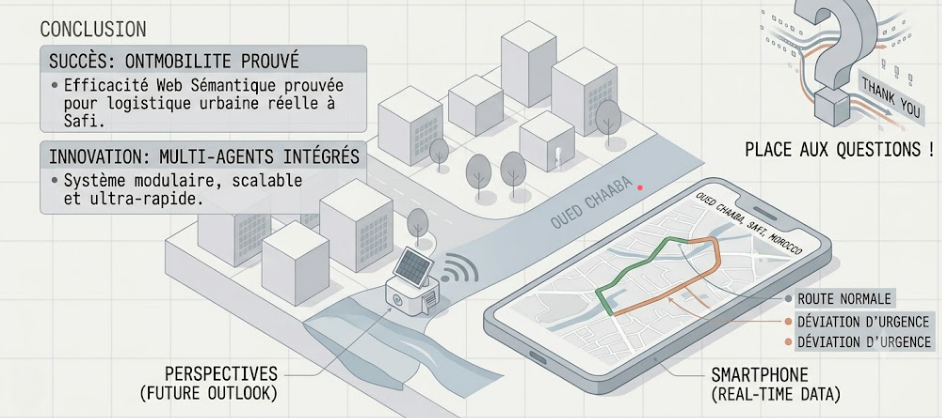 CONCLUSION
SUCCÈS: ONTMOBILITE PROUVÉ
• Efficacité Web Sémantique prouvée
pour logistique urbaine réelle à
Safi.
INNOVATION: MULTI-AGENTS INTÉGRÉS
• Système modulaire, scalable
et ultra-rapide.
THANK YOU
PLACE AUX QUESTIONS !
OUED CHAABA
OUED CHAABA, SAFI, MOROCCO
ROUTE NORMALE
DÉVIATION D'URGENCE
DÉVIATION D'URGENCE
PERSPECTIVES
(FUTURE OUTLOOK)
SMARTPHONE
(REAL-TIME DATA)